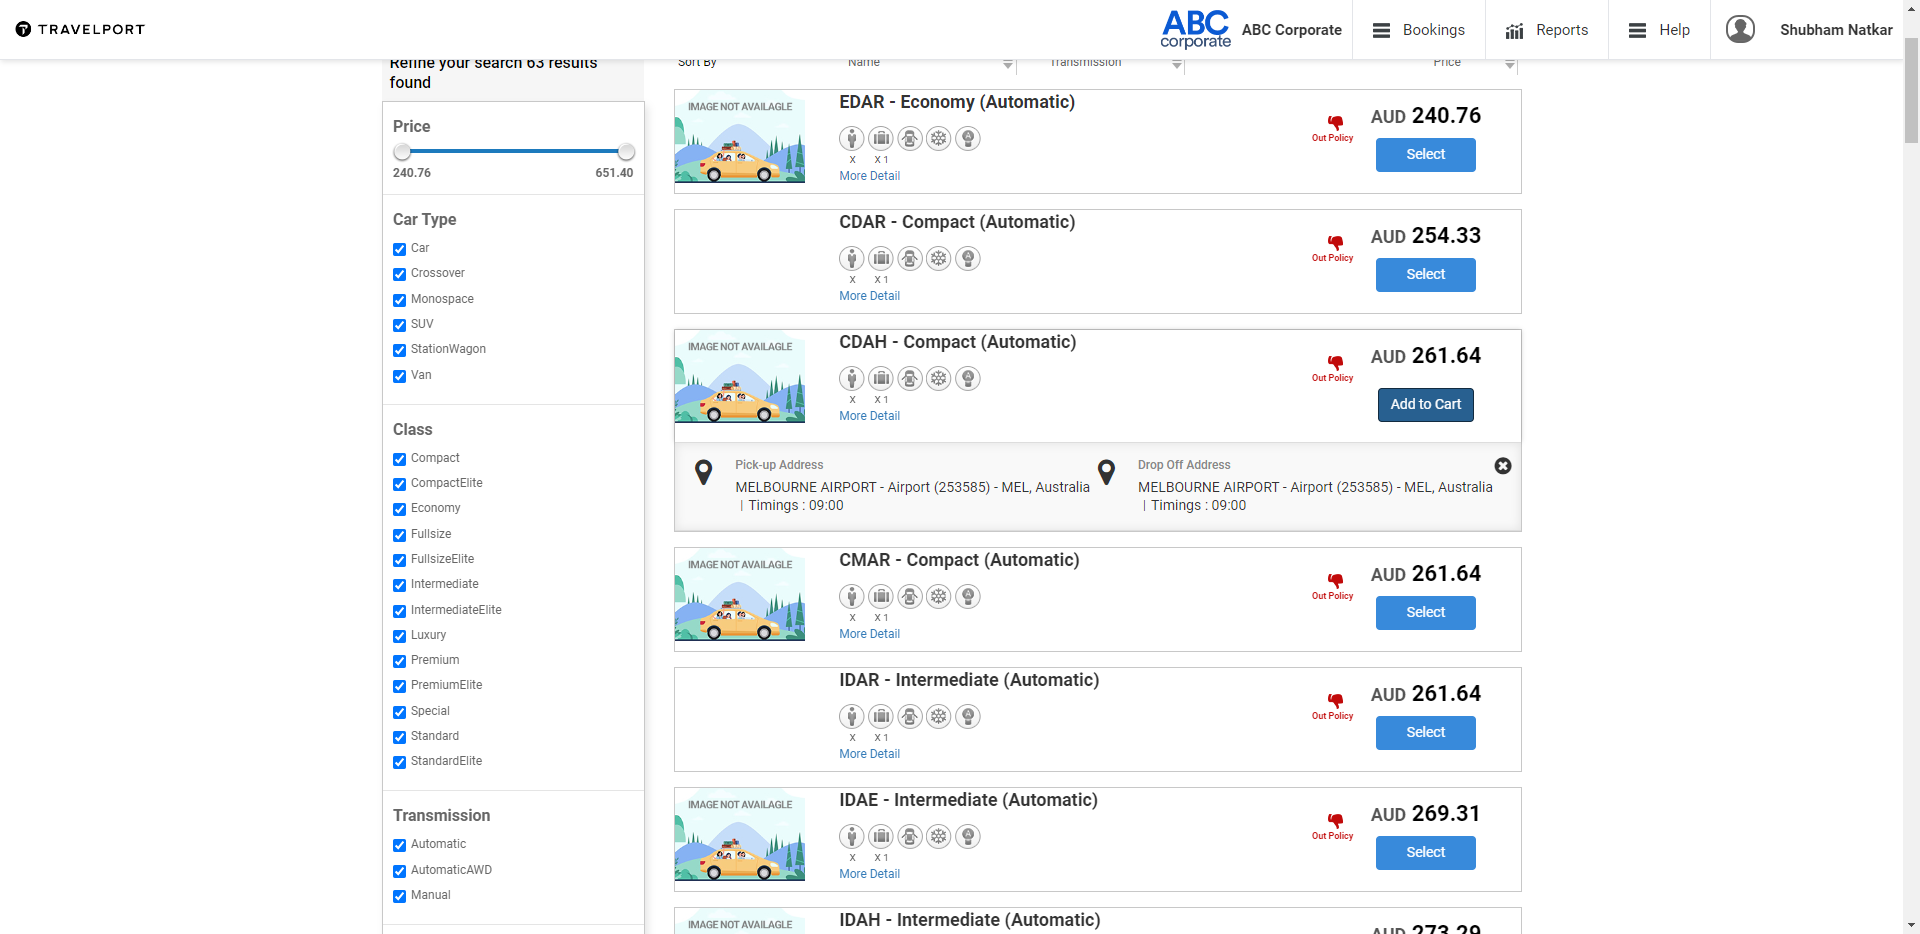 TRAVELPORT
ABC
corporate
ABC Corporate
Bookings
Reports
Help
Shubham Natkar
Refine your search 63 results
found
Price
240.76
651.40
Car Type
Car
Crossover
Monospace
SUV
StationWagon
Van
Class
Compact
CompactElite
Economy
Fullsize
FullsizeElite
Intermediate
IntermediateElite
Luxury
Premium
PremiumElite
Special
Standard
StandardElite
Transmission
Automatic
AutomaticAWD
Manual
Sort By
Name
Transmission
Price
IMAGE NOT AVAILAGLE
EDAR - Economy (Automatic)
X
X 1
More Detail
Out Policy
AUD 240.76
Select
CDAR - Compact (Automatic)
X
X 1
More Detail
Out Policy
AUD 254.33
Select
IMAGE NOT AVAILAGLE
CDAH - Compact (Automatic)
X
X 1
More Detail
Out Policy
AUD 261.64
Add to Cart
Pick-up Address
MELBOURNE AIRPORT - Airport (253585) - MEL, Australia
| Timings : 09:00
Drop Off Address
MELBOURNE AIRPORT - Airport (253585) - MEL, Australia
| Timings : 09:00
IMAGE NOT AVAILAGLE
CMAR - Compact (Automatic)
X
X 1
More Detail
Out Policy
AUD 261.64
Select
IDAR - Intermediate (Automatic)
X
X 1
More Detail
Out Policy
AUD 261.64
Select
IMAGE NOT AVAILAGLE
IDAE - Intermediate (Automatic)
X
X 1
More Detail
Out Policy
AUD 269.31
Select
IMAGE NOT AVAILAGLE
IDAH - Intermediate (Automatic)
AUD 273.29